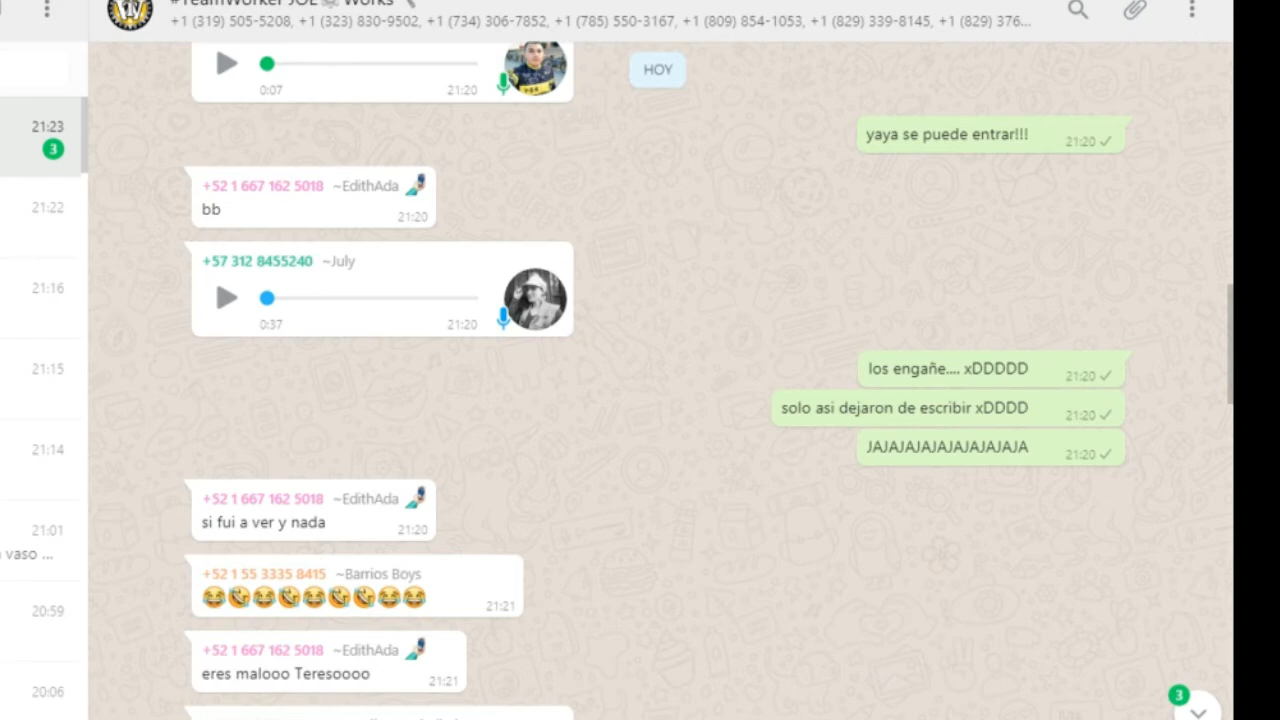 #TeamWorker JOE Works
+1 (319) 505-5208, +1 (323) 830-9502, +1 (734) 306-7852, +1 (785) 550-3167, +1 (809) 854-1053, +1 (829) 339-8145, +1 (829) 376...
0:07 21:20
HOY
21:23
3
yaya se puede entrar!!! 21:20
+52 1 667 162 5018 ~EdithAda
bb 21:20
21:22
+57 312 8455240 ~July
0:37 21:20
21:16
los engañe.... xDDDDD 21:20
21:15
solo asi dejaron de escribir xDDDD 21:20
JAJAJAJAJAJAJAJAJAJA 21:20
21:14
+52 1 667 162 5018 ~EdithAda
si fui a ver y nada 21:20
21:01
vaso ...
+52 1 55 3335 8415 ~Barrios Boys
😂🤣😂🤣😂🤣🤣😂😂 21:21
20:59
+52 1 667 162 5018 ~EdithAda
eres malooo Teresoooo 21:21
20:06
3